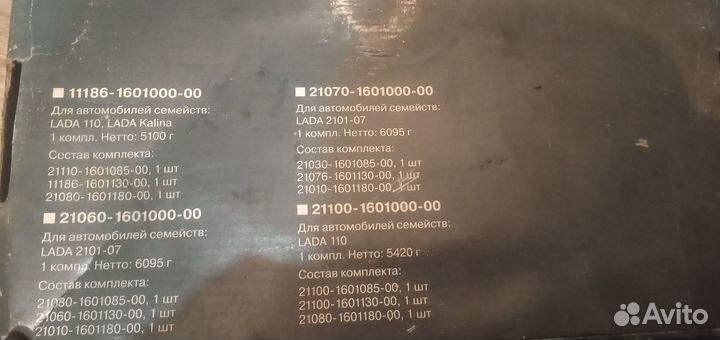 11186-1601000-00
Для автомобилей семейств:
LADA 110, LADA Kalina
1 компл. Нетто: 5100 г
Состав комплекта:
21110-1601085-00, 1 шт
11186-1601130-00, 1 шт
21080-1601180-00, 1 шт
21060-1601000-00
Для автомобилей семейств:
LADA 2101-07
1 компл. Нетто: 6095 г
Состав комплекта:
21030-1601085-00, 1 шт
21060-1601130-00, 1 шт
21010-1601180-00, 1 шт
21070-1601000-00
Для автомобилей семейств:
LADA 2101-07
1 компл. Нетто: 6095 г
Состав комплекта:
21030-1601085-00, 1 шт
21076-1601130-00, 1 шт
21010-1601180-00, 1 шт
21100-1601000-00
Для автомобилей семейств:
LADA 110
1 компл. Нетто: 5420 г
Состав комплекта:
21100-1601085-00, 1 шт
21100-1601130-00, 1 шт
21080-1601180-00, 1 шт
Avito